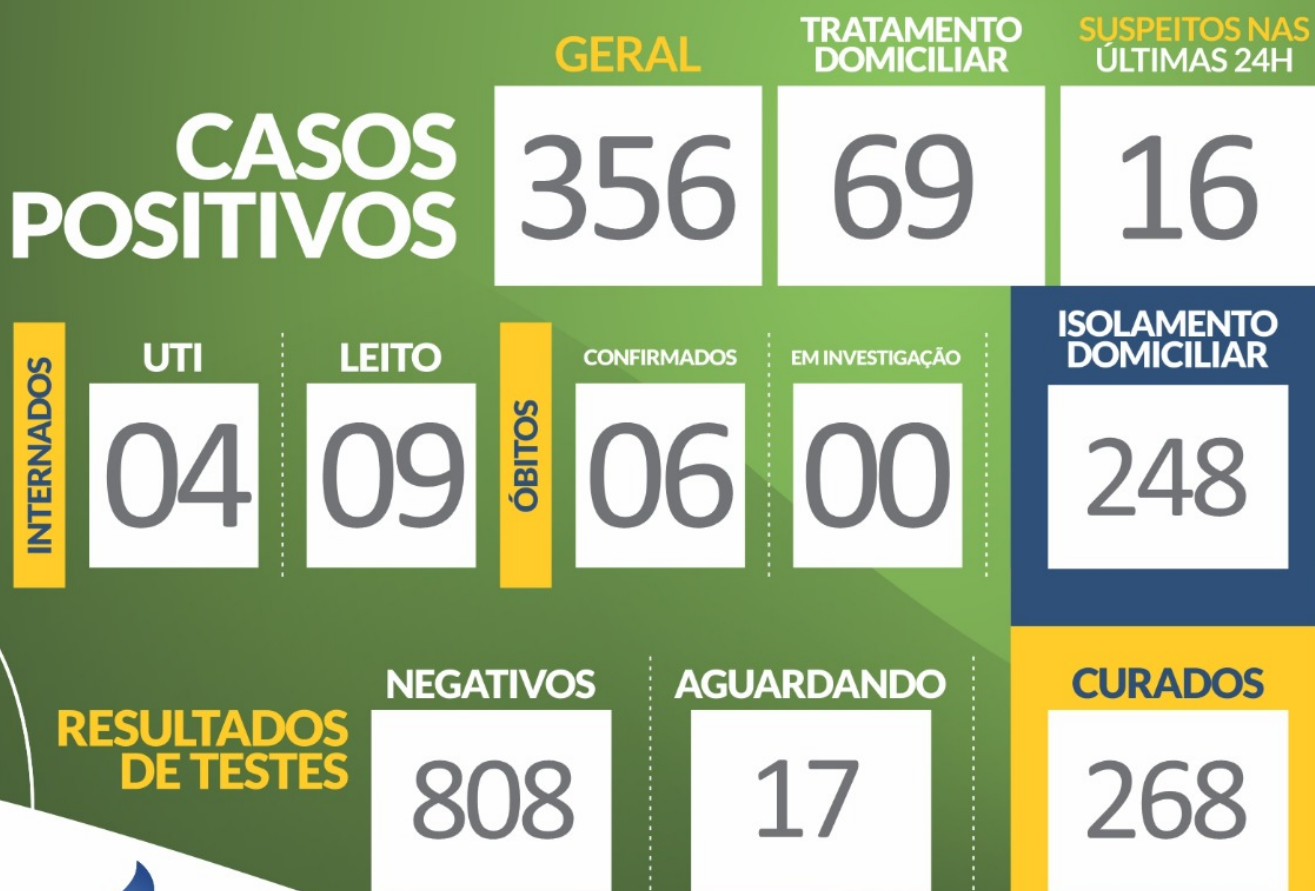 GERAL
TRATAMENTO
DOMICILIAR
SUSPEITOS NAS
ÚLTIMAS 24H
CASOS
POSITIVOS
356
69
16
INTERNADOS
UTI
04
LEITO
09
ÓBITOS
CONFIRMADOS
06
EM INVESTIGAÇÃO
00
ISOLAMENTO
DOMICILIAR
248
RESULTADOS
DE TESTES
NEGATIVOS
808
AGUARDANDO
17
CURADOS
268